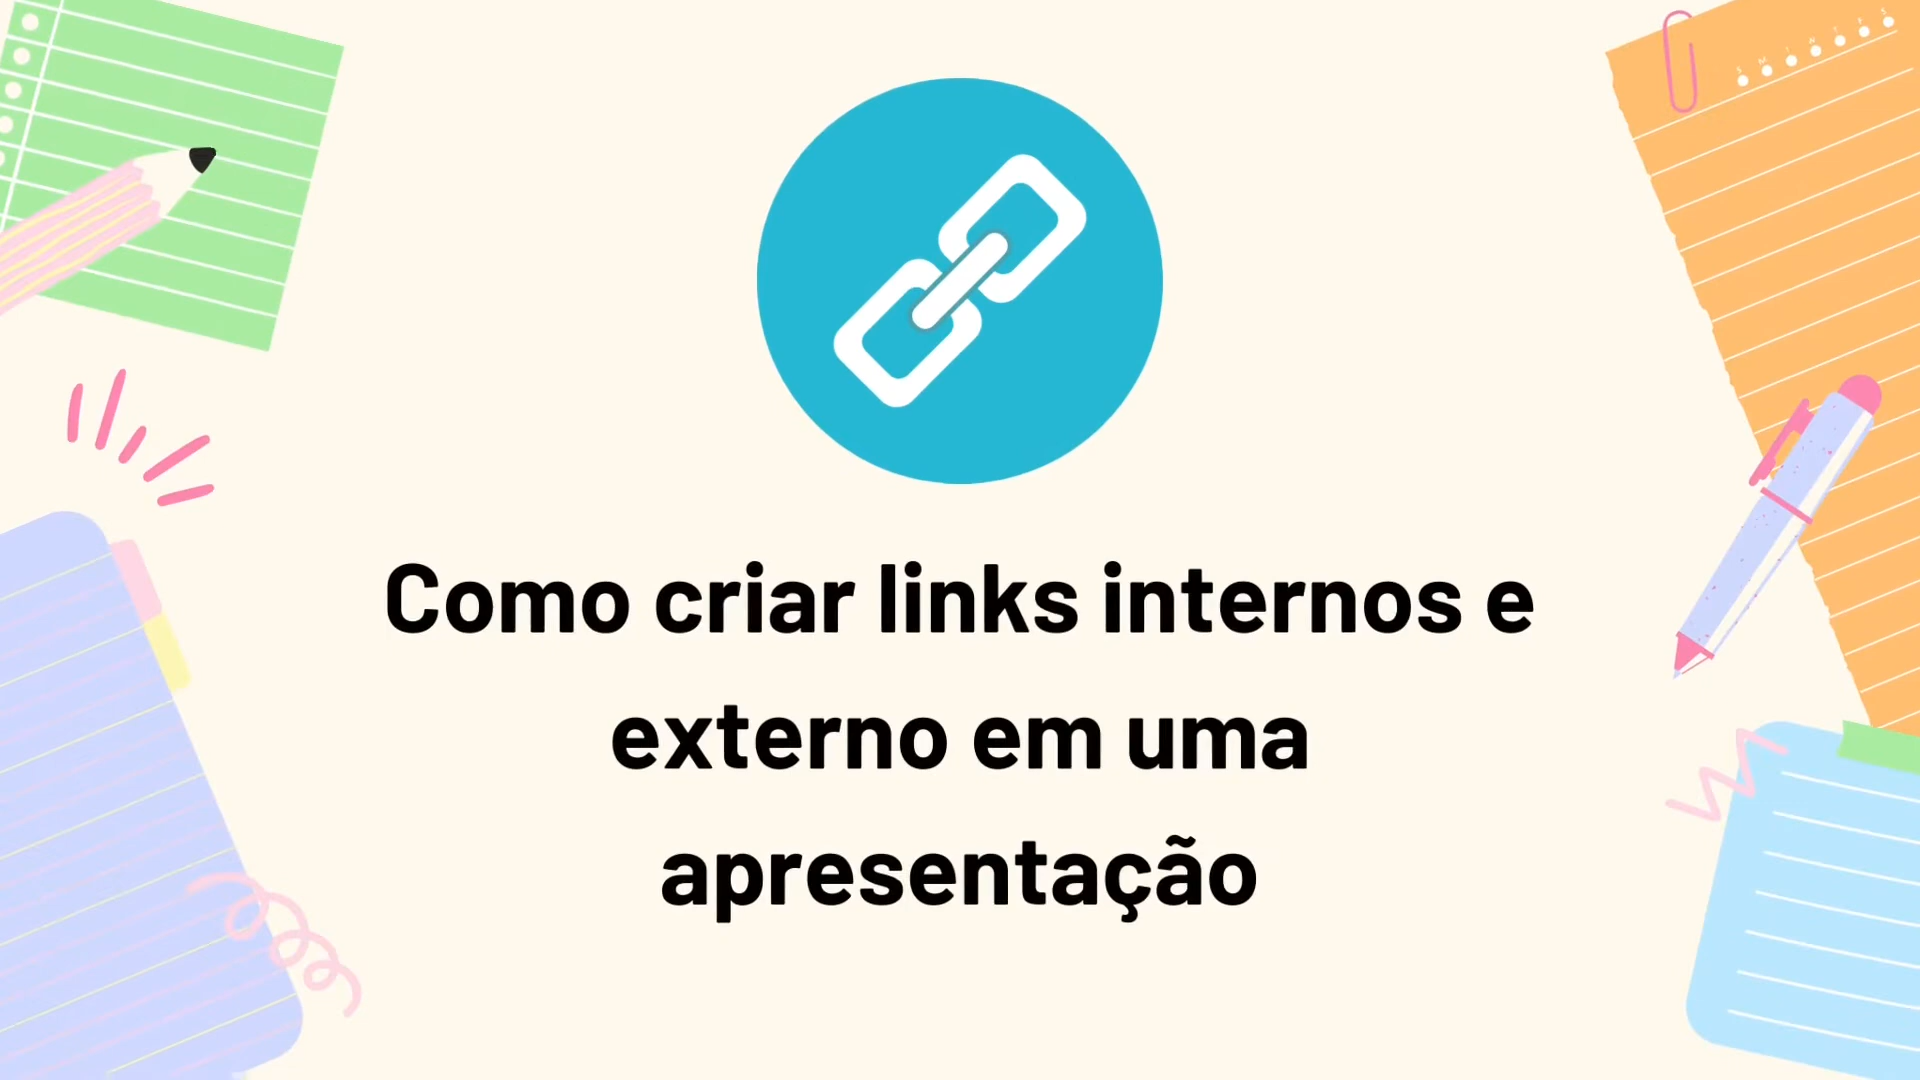 S M I N T F S
Como criar links internos e
externo em uma
apresentação